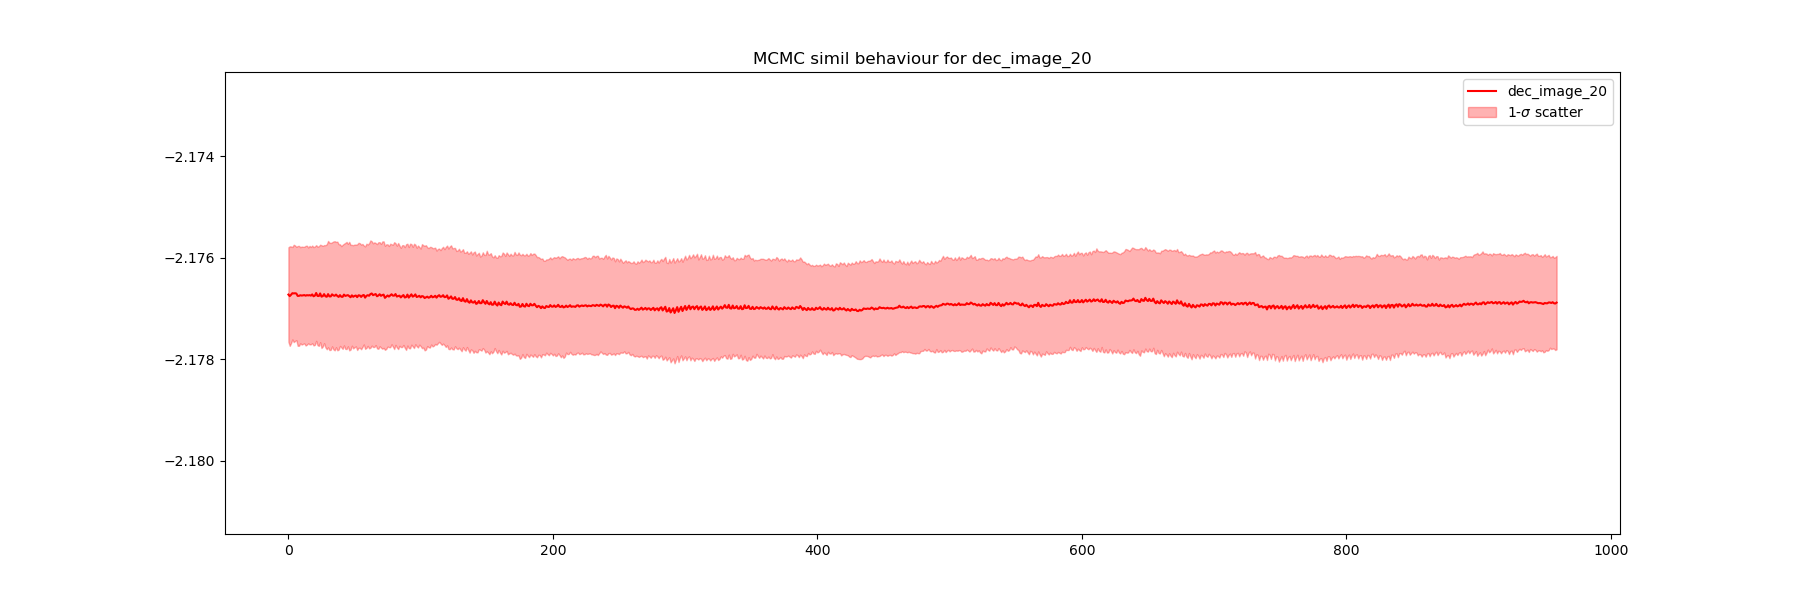 MCMC simil behaviour for dec_image_20
dec_image_20
1-σ scatter
−2.174
−2.176
−2.178
−2.180
0 200 400 600 800 1000